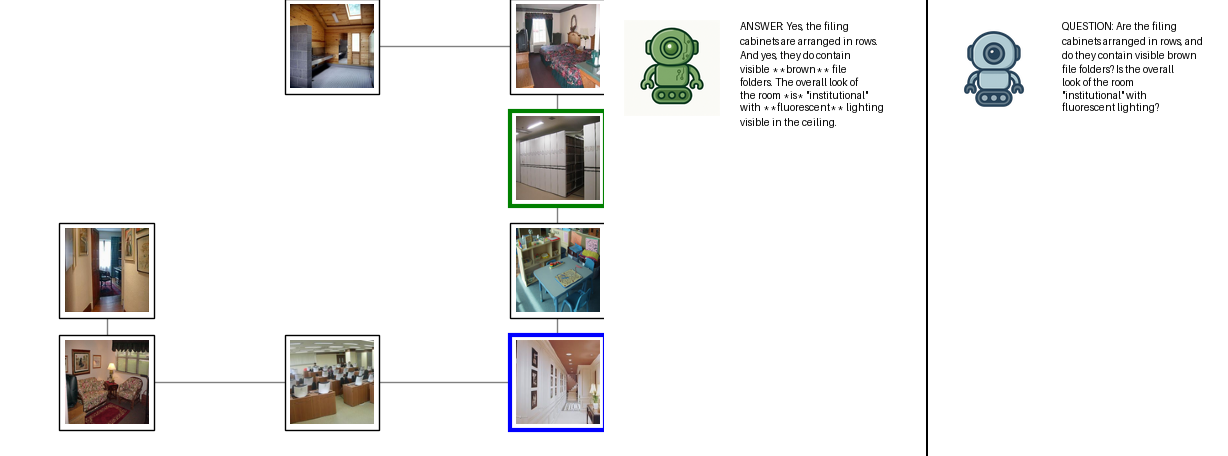 ANSWER: Yes, the filing
cabinets are arranged in rows.
And yes, they do contain
visible **brown** file
folders. The overall look of
the room *is* "institutional"
with **fluorescent** lighting
visible in the ceiling.
QUESTION: Are the filing
cabinets arranged in rows, and
do they contain visible brown
file folders? Is the overall
look of the room
"institutional" with
fluorescent lighting?